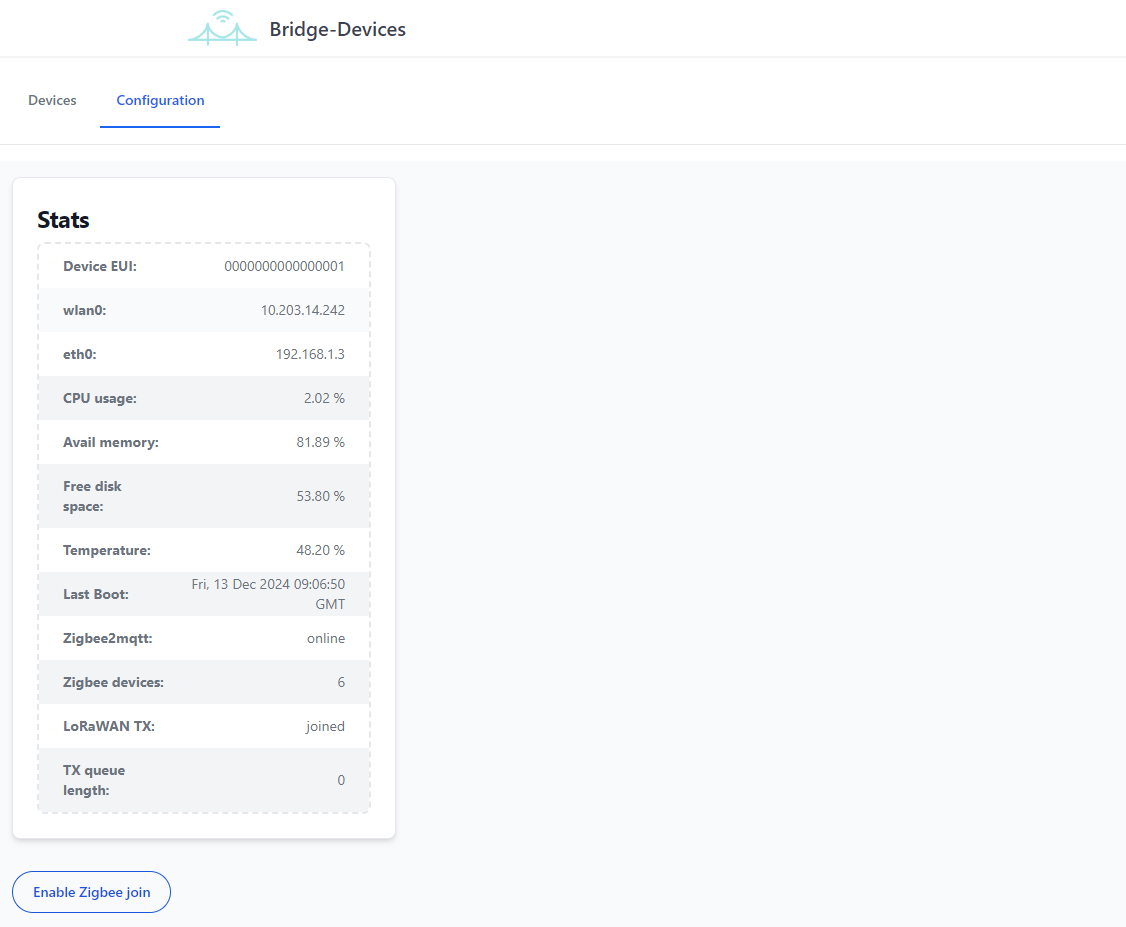 Bridge-Devices
Devices Configuration
Stats
Device EUI: 0000000000000001
wlan0: 10.203.14.242
eth0: 192.168.1.3
CPU usage: 2.02 %
Avail memory: 81.89 %
Free disk
space: 53.80 %
Temperature: 48.20 %
Last Boot: Fri, 13 Dec 2024 09:06:50
GMT
Zigbee2mqtt: online
Zigbee devices: 6
LoRaWAN TX: joined
TX queue
length: 0
Enable Zigbee join